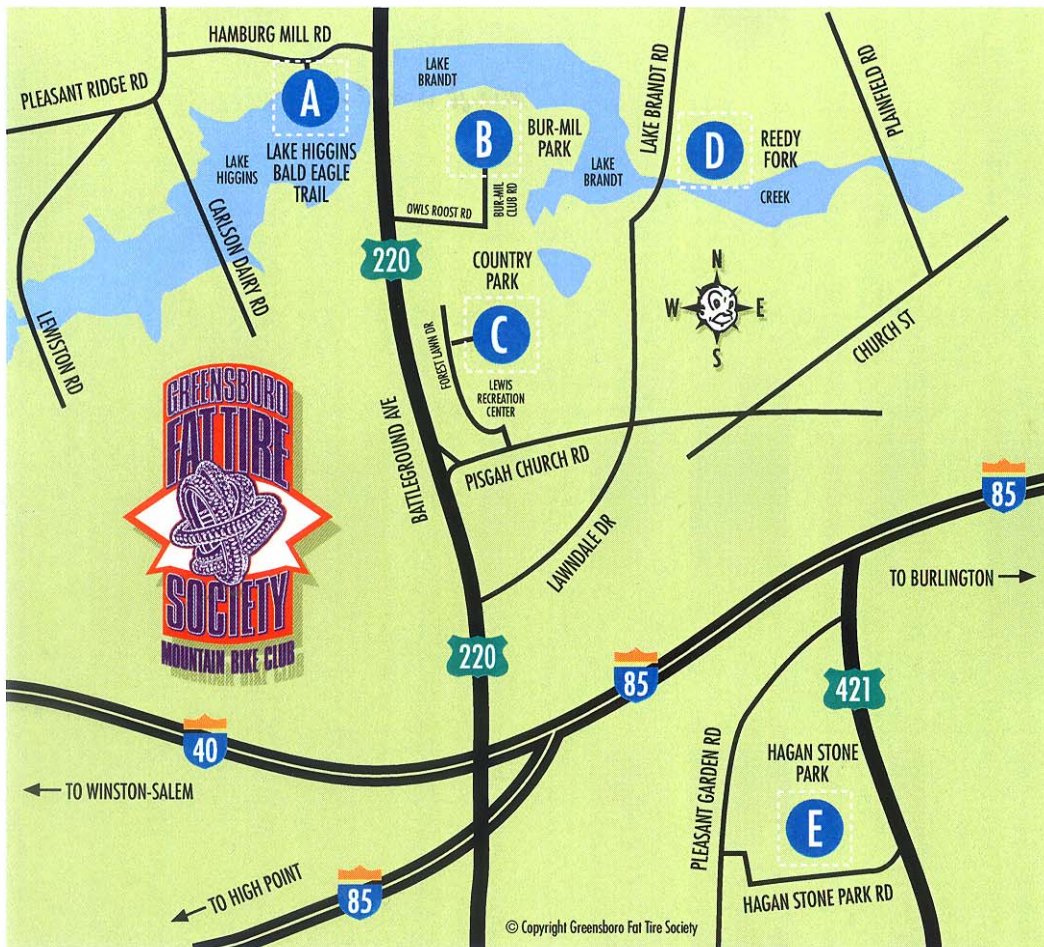 HAMBURG MILL RD
PLEASANT RIDGE RD
A
LAKE HIGGINS
BALD EAGLE
TRAIL
LAKE
HIGGINS
CARLSON DAIRY RD
LEWISTON RD
LAKE
BRANDT
B
BUR-MIL
PARK
BUR-MIL
CLUB RD
OWLS ROOST RD
LAKE
BRANDT
LAKE BRANDT RD
D
REEDY
FORK
CREEK
PLAINFIELD RD
CHURCH ST
220
COUNTRY
PARK
C
FOREST LAWN DR
LEWIS
RECREATION
CENTER
N
W
E
S
BATTLEGROUND AVE
PISGAH CHURCH RD
LAWNDALE DR
GREENSBORO
FAT TIRE
SOCIETY
MOUNTAIN BIKE CLUB
85
TO BURLINGTON
220
85
421
40
TO WINSTON-SALEM
PLEASANT GARDEN RD
HAGAN STONE
PARK
E
HAGAN STONE PARK RD
TO HIGH POINT
85
© Copyright Greensboro Fat Tire Society